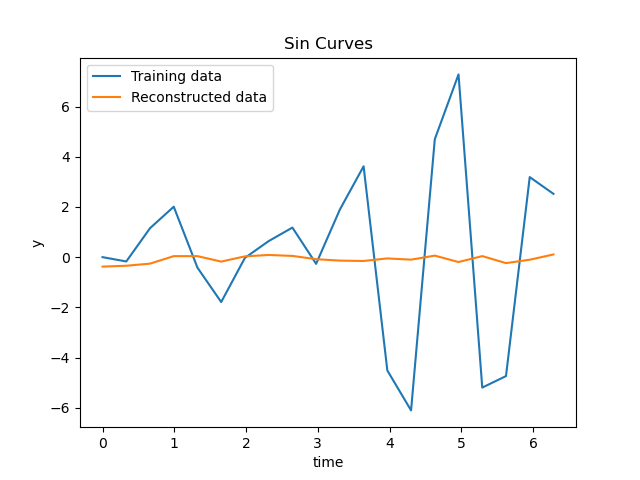 Sin Curves
Training data
Reconstructed data
6
4
2
0
−2
−4
−6
y
0 1 2 3 4 5 6
time